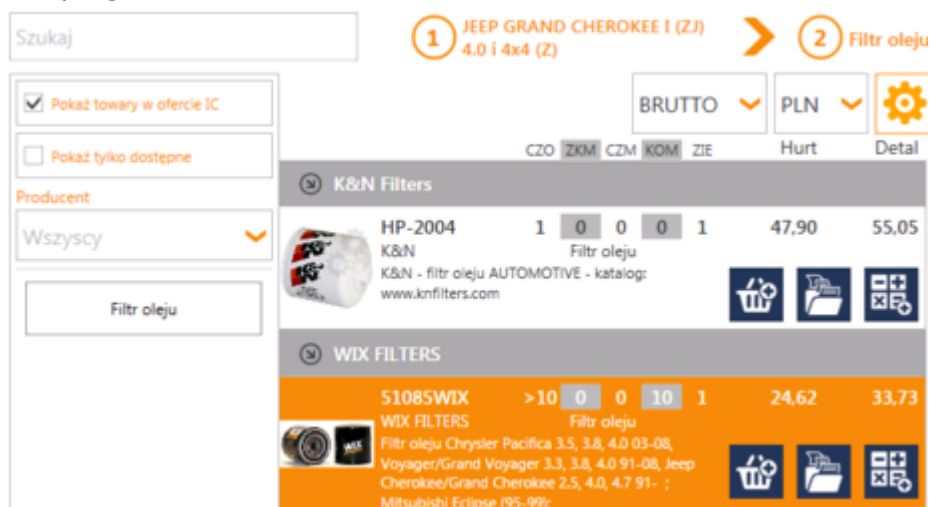 Szukaj
1 JEEP GRAND CHEROKEE I (ZJ)
4.0 i 4x4 (Z)
2 Filtr oleju
Pokaż towary w ofercie IC
BRUTTO
PLN
Pokaż tylko dostępne
CZO ZKM CZM KOM ZIE Hurt Detal
Producent
K&N Filters
Wszyscy
HP-2004 1 0 0 0 1 47,90 55,05
K&N Filtr oleju
K&N - filtr oleju AUTOMOTIVE - katalog:
www.knfilters.com
Filtr oleju
WIX FILTERS
51085WIX >10 0 0 10 1 24,62 33,73
WIX FILTERS Filtr oleju
Filtr oleju Chrysler Pacifica 3.5, 3.8, 4.0 03-08,
Voyager/Grand Voyager 3.3, 3.8, 4.0 91-08, Jeep
Cherokee/Grand Cherokee 2.5, 4.0, 4.7 91- ;
Mitsubishi Eclipse (95-99);